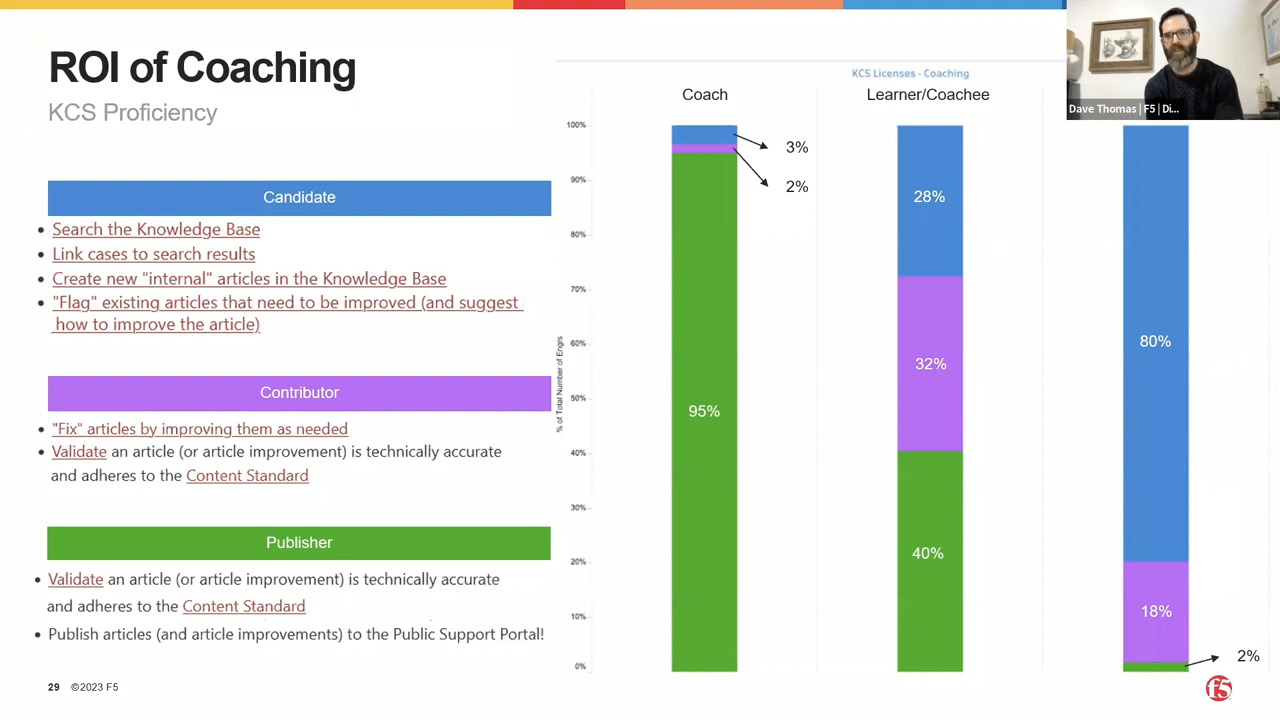 ROI of Coaching
KCS Proficiency
Candidate
Search the Knowledge Base
Link cases to search results
Create new "internal" articles in the Knowledge Base
"Flag" existing articles that need to be improved (and suggest
how to improve the article)
Contributor
"Fix" articles by improving them as needed
Validate an article (or article improvement) is technically accurate
and adheres to the Content Standard
Publisher
Validate an article (or article improvement) is technically accurate
and adheres to the Content Standard
Publish articles (and article improvements) to the Public Support Portal!
29 ©2023 F5
KCS Licenses - Coaching
Coach
Learner/Coachee
% of Total Number of Engrs
100%
90%
80%
70%
60%
50%
40%
30%
20%
10%
0%
3%
2%
95%
28%
32%
40%
80%
18%
2%
Dave Thomas | F5 | Di...
f5